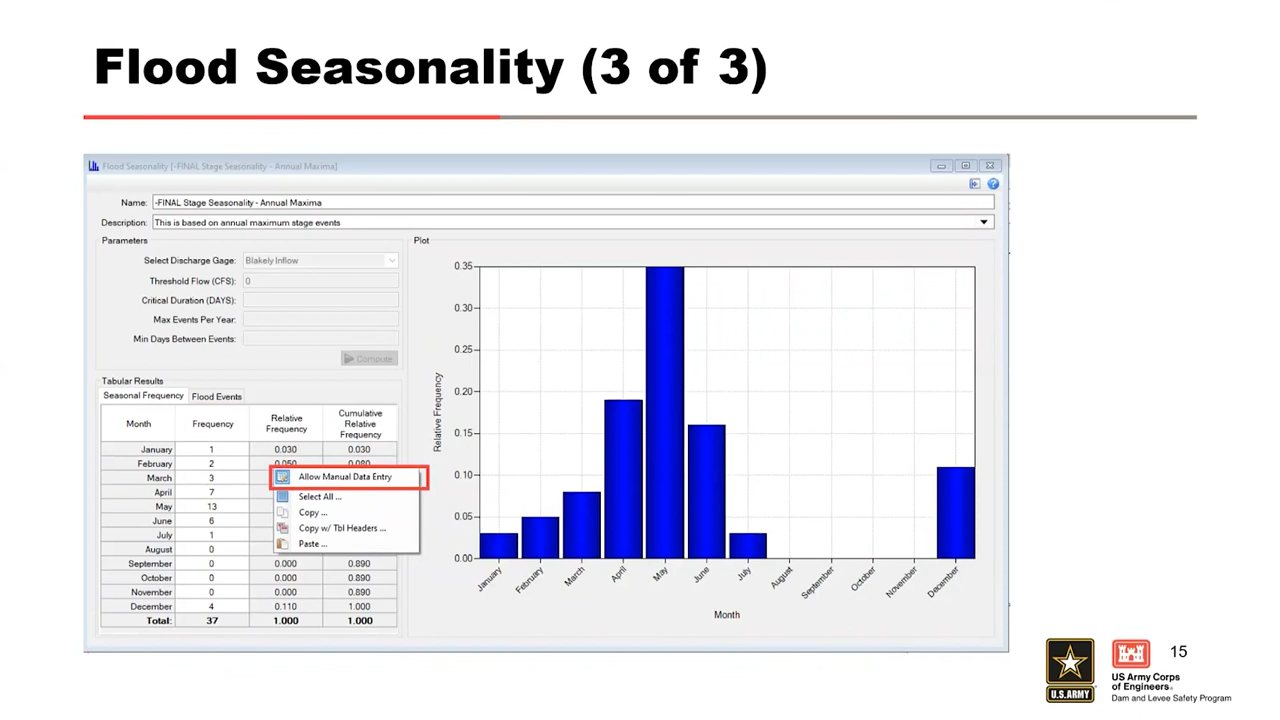 Flood Seasonality (3 of 3)
Flood Seasonality [-FINAL Stage Seasonality - Annual Maxima]
Name: -FINAL Stage Seasonality - Annual Maxima
Description: This is based on annual maximum stage events
Parameters
Select Discharge Gage: Blakely Inflow
Threshold Flow (CFS): 0
Critical Duration (DAYS):
Max Events Per Year:
Min Days Between Events:
Compute
Tabular Results
Seasonal Frequency Flood Events
Month Frequency Relative Frequency Cumulative Relative Frequency
January 1 0.030 0.030
February 2 0.050 0.080
March 3
April 7
May 13
June 6
July 1
August 0
September 0 0.000 0.890
October 0 0.000 0.890
November 0 0.000 0.890
December 4 0.110 1.000
Total: 37 1.000 1.000
Allow Manual Data Entry
Select All ...
Copy ...
Copy w/ Tbl Headers ...
Paste ...
Plot
Relative Frequency
0.35
0.30
0.25
0.20
0.15
0.10
0.05
0.00
January February March April May June July August September October November December
Month
U.S. ARMY
US Army Corps
of Engineers®
Dam and Levee Safety Program
15